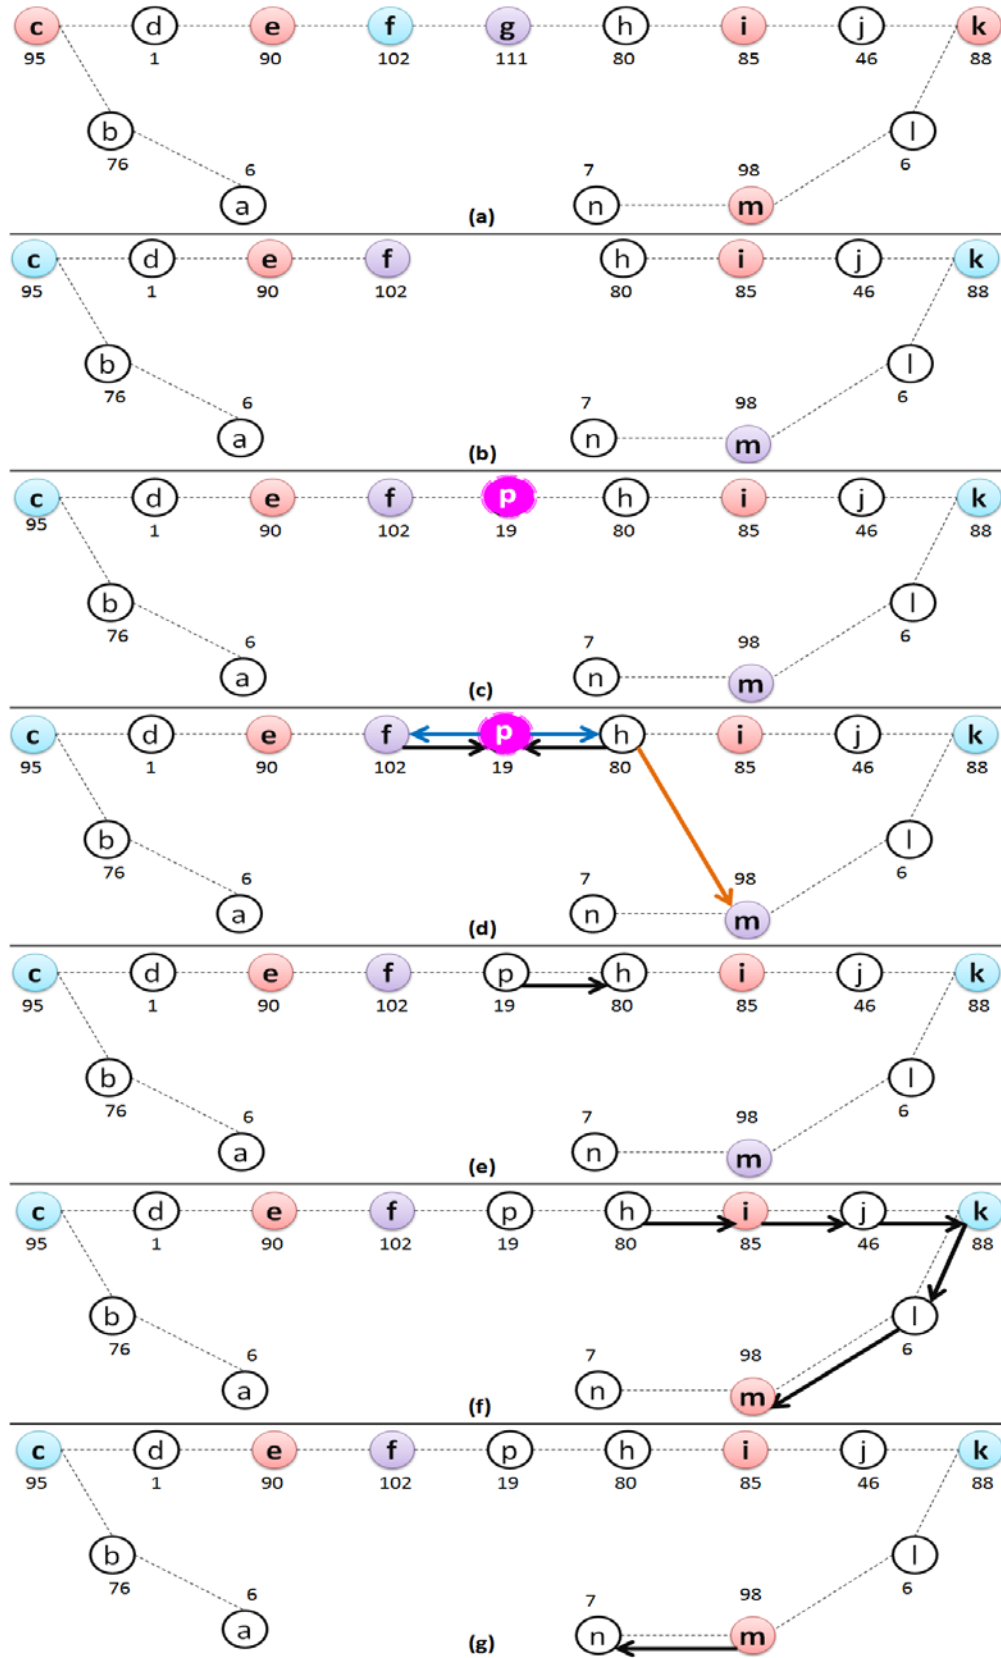 c d e f g h i j k
95 1 90 102 111 80 85 46 88
b l
76 6
6 7 98
a n m
(a)
c d e f h i j k
95 1 90 102 80 85 46 88
b l
76 6
6 7 98
a n m
(b)
c d e f p h i j k
95 1 90 102 19 80 85 46 88
b l
76 6
6 7 98
a n m
(c)
c d e f p h i j k
95 1 90 102 19 80 85 46 88
b l
76 6
6 7 98
a n m
(d)
c d e f p h i j k
95 1 90 102 19 80 85 46 88
b l
76 6
6 7 98
a n m
(e)
c d e f p h i j k
95 1 90 102 19 80 85 46 88
b l
76 6
6 7 98
a n m
(f)
c d e f p h i j k
95 1 90 102 19 80 85 46 88
b l
76 6
6 7 98
a n m
(g)